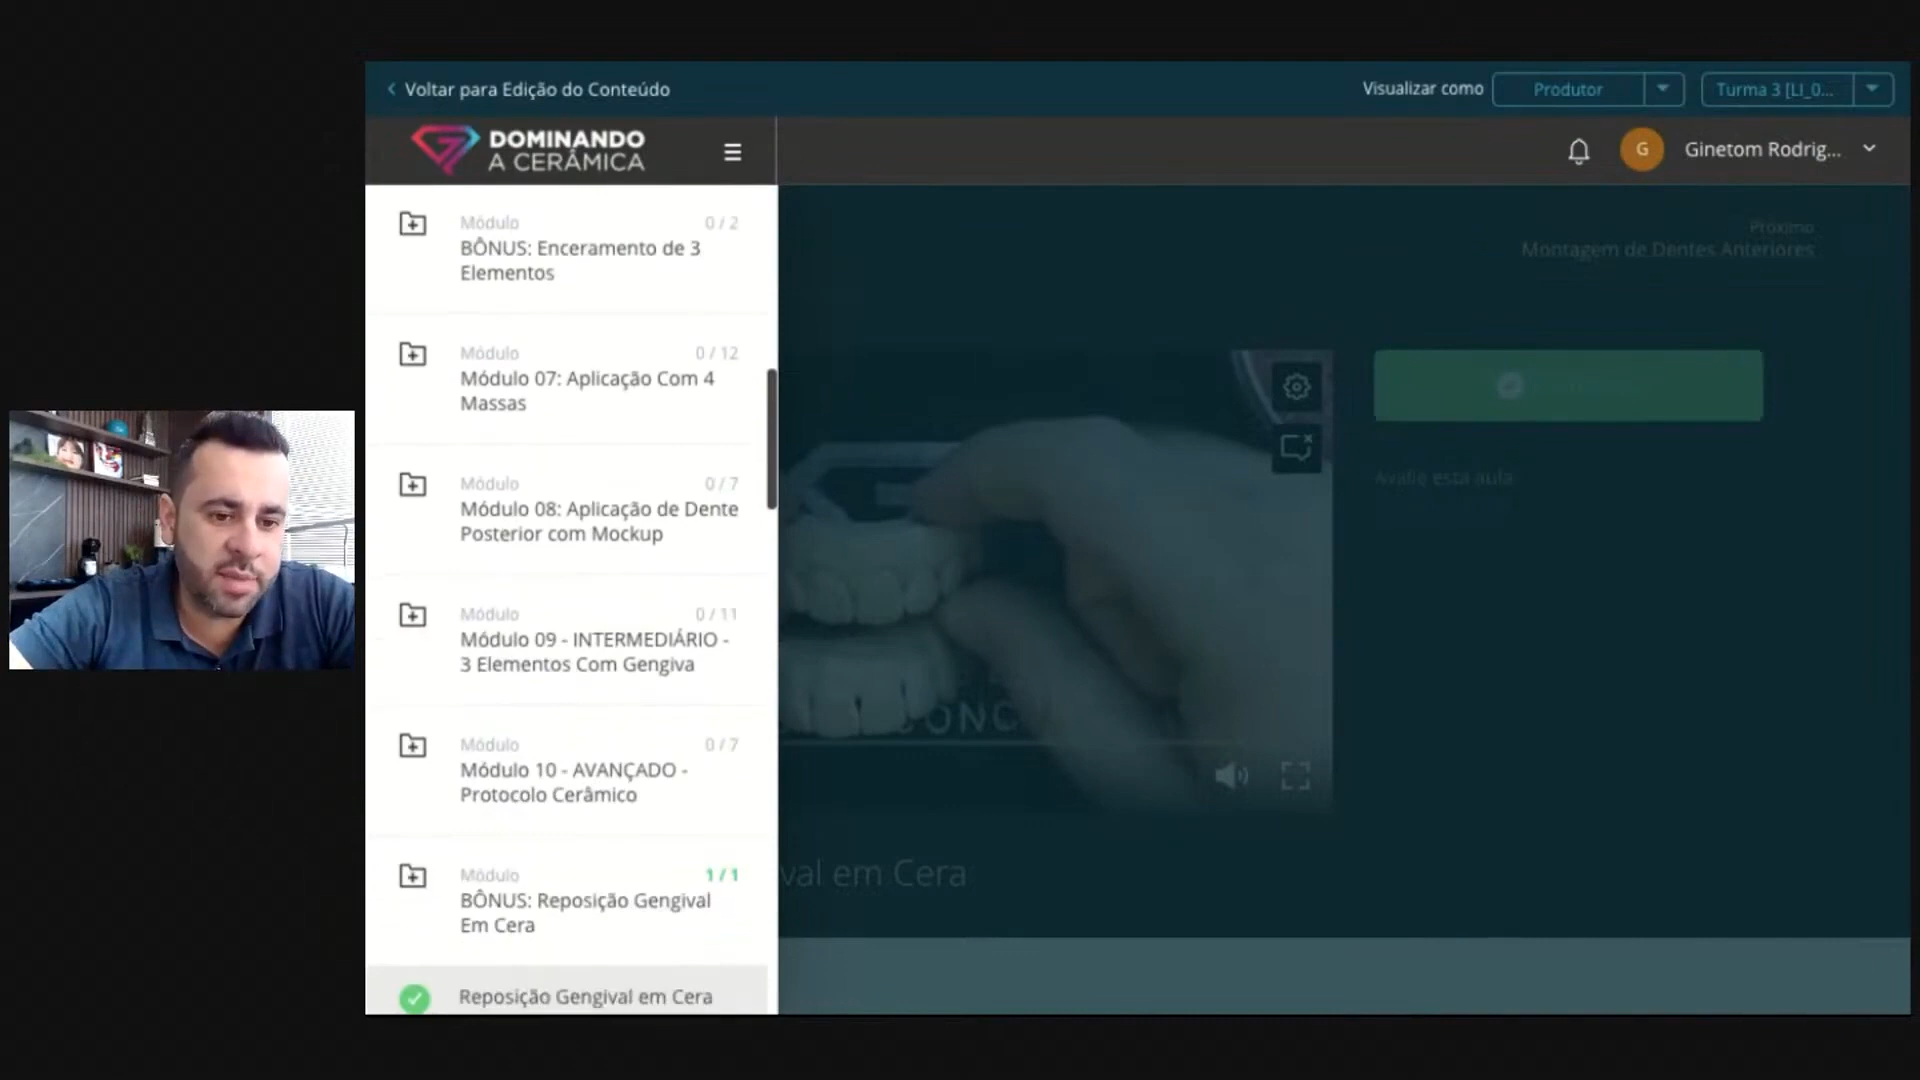 Voltar para Edição do Conteúdo
Visualizar como
Produtor
Turma 3 [LI_0...
DOMINANDO
A CERÂMICA
G
Ginetom Rodrig...
Módulo
0 / 2
BÔNUS: Enceramento de 3
Elementos
Módulo
0 / 12
Módulo 07: Aplicação Com 4
Massas
Módulo
0 / 7
Módulo 08: Aplicação de Dente
Posterior com Mockup
Módulo
0 / 11
Módulo 09 - INTERMEDIÁRIO -
3 Elementos Com Gengiva
Módulo
0 / 7
Módulo 10 - AVANÇADO -
Protocolo Cerâmico
Módulo
1 / 1
BÔNUS: Reposição Gengival
Em Cera
Reposição Gengival em Cera
Próximo
Montagem de Dentes Anteriores
Avalie esta aula
ONC
val em Cera